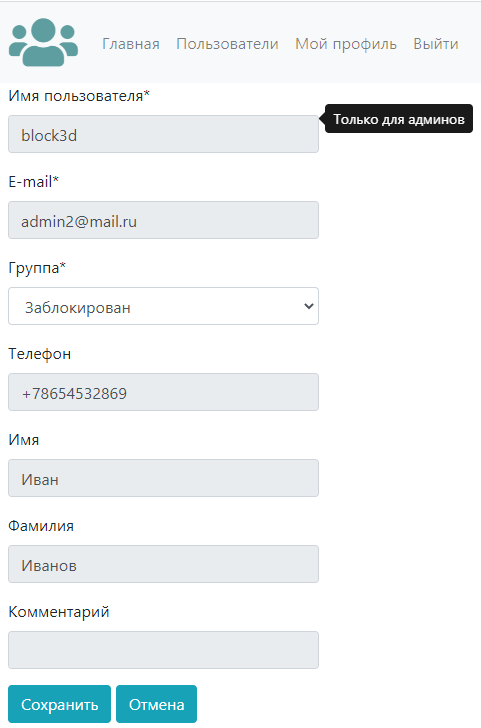 Главная Пользователи Мой профиль Выйти
Имя пользователя*
Только для админов
block3d
E-mail*
admin2@mail.ru
Группа*
Заблокирован
Телефон
+78654532869
Имя
Иван
Фамилия
Иванов
Комментарий
Сохранить Отмена